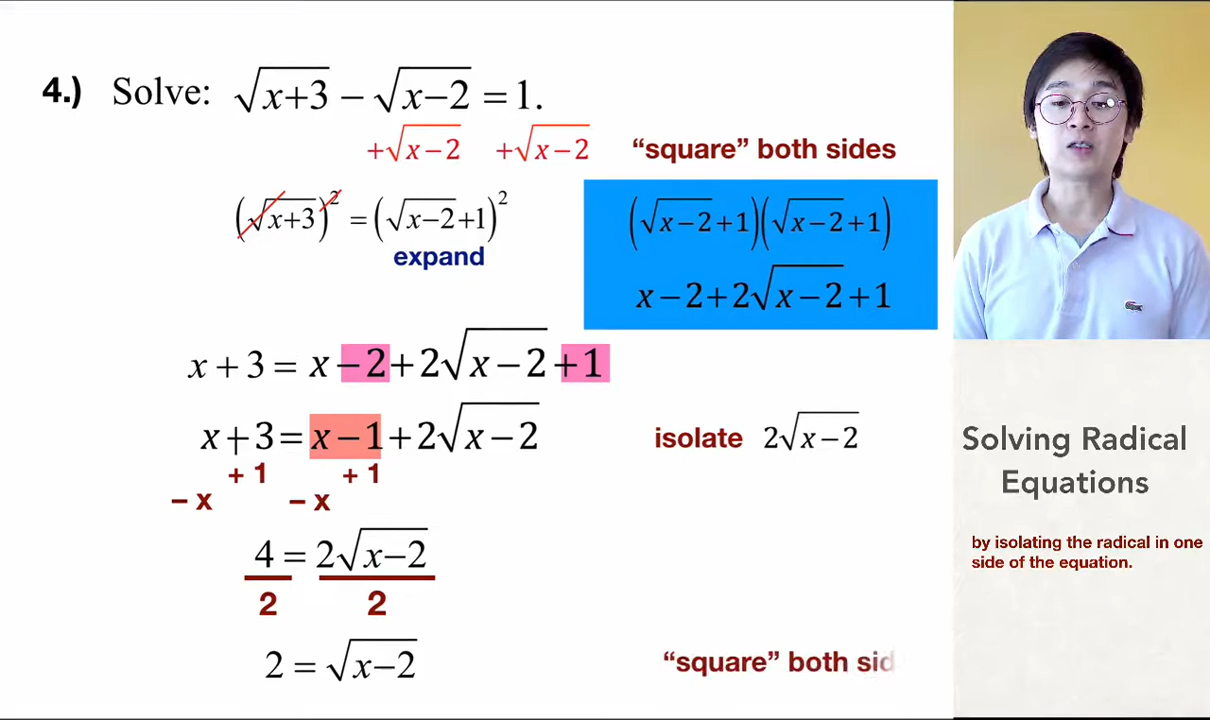 4.) Solve: √(x+3) − √(x−2) = 1.
+√(x−2) +√(x−2)
"square" both sides
(√(x+3))² = (√(x−2)+1)²
expand
(√(x−2)+1)(√(x−2)+1)
x−2+2√(x−2)+1
x+3 = x−2+2√(x−2)+1
x+3 = x−1+2√(x−2)
+1 +1
−x −x
isolate 2√(x−2)
4 = 2√(x−2)
2 2
2 = √(x−2)
"square" both sid
Solving Radical
Equations
by isolating the radical in one
side of the equation.